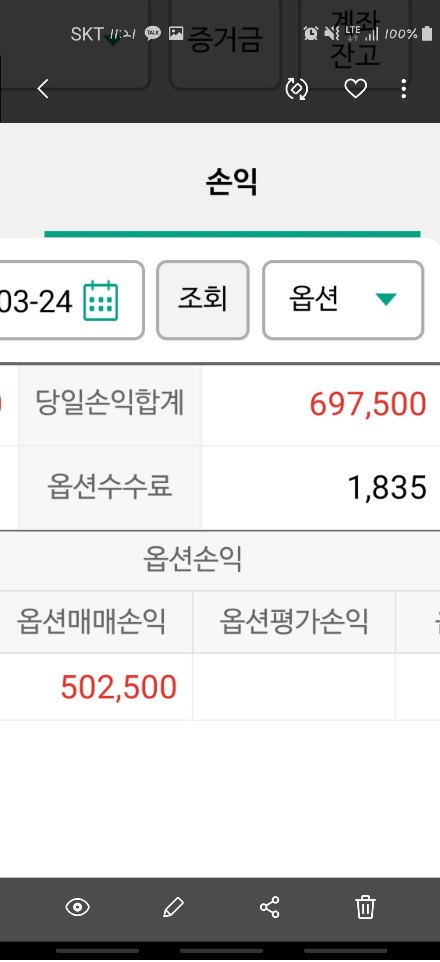 SKT
TALK
LTE
100%
증거금
계좌
잔고
손익
03-24
조회
옵션
당일손익합계
697,500
옵션수수료
1,835
옵션손익
옵션매매손익
옵션평가손익
502,500